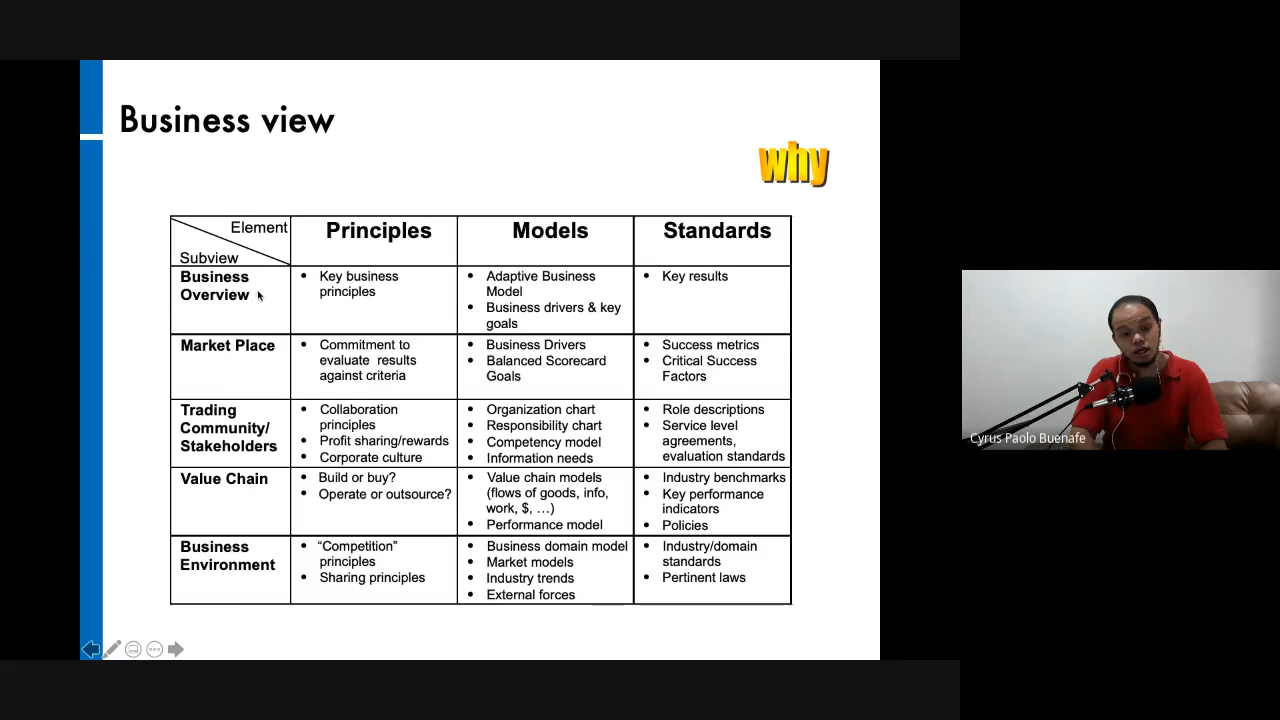 Business view
why
Element
Subview
Principles
Models
Standards
Business
Overview
• Key business
principles
• Adaptive Business
Model
• Business drivers & key
goals
• Key results
Market Place
• Commitment to
evaluate results
against criteria
• Business Drivers
• Balanced Scorecard
Goals
• Success metrics
• Critical Success
Factors
Trading
Community/
Stakeholders
• Collaboration
principles
• Profit sharing/rewards
• Corporate culture
• Organization chart
• Responsibility chart
• Competency model
• Information needs
• Role descriptions
• Service level
agreements,
evaluation standards
Value Chain
• Build or buy?
• Operate or outsource?
• Value chain models
(flows of goods, info,
work, $, …)
• Performance model
• Industry benchmarks
• Key performance
indicators
• Policies
Business
Environment
• “Competition”
principles
• Sharing principles
• Business domain model
• Market models
• Industry trends
• External forces
• Industry/domain
standards
• Pertinent laws
Cyrus Paolo Buenafe